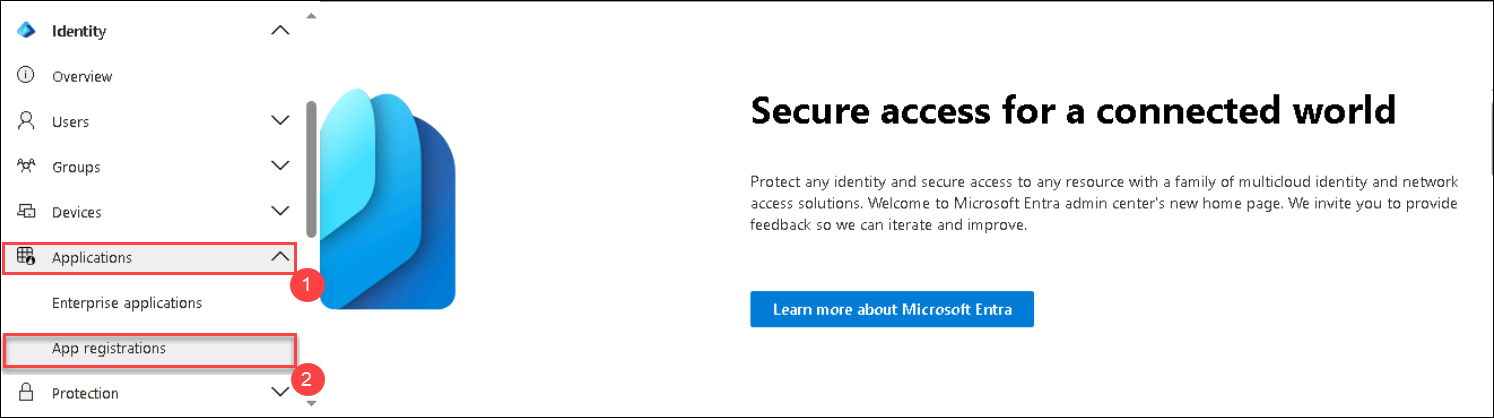 Identity
Overview
Users
Groups
Devices
Applications
1
Enterprise applications
App registrations
2
Protection
Secure access for a connected world
Protect any identity and secure access to any resource with a family of multicloud identity and network
access solutions. Welcome to Microsoft Entra admin center's new home page. We invite you to provide
feedback so we can iterate and improve.
Learn more about Microsoft Entra